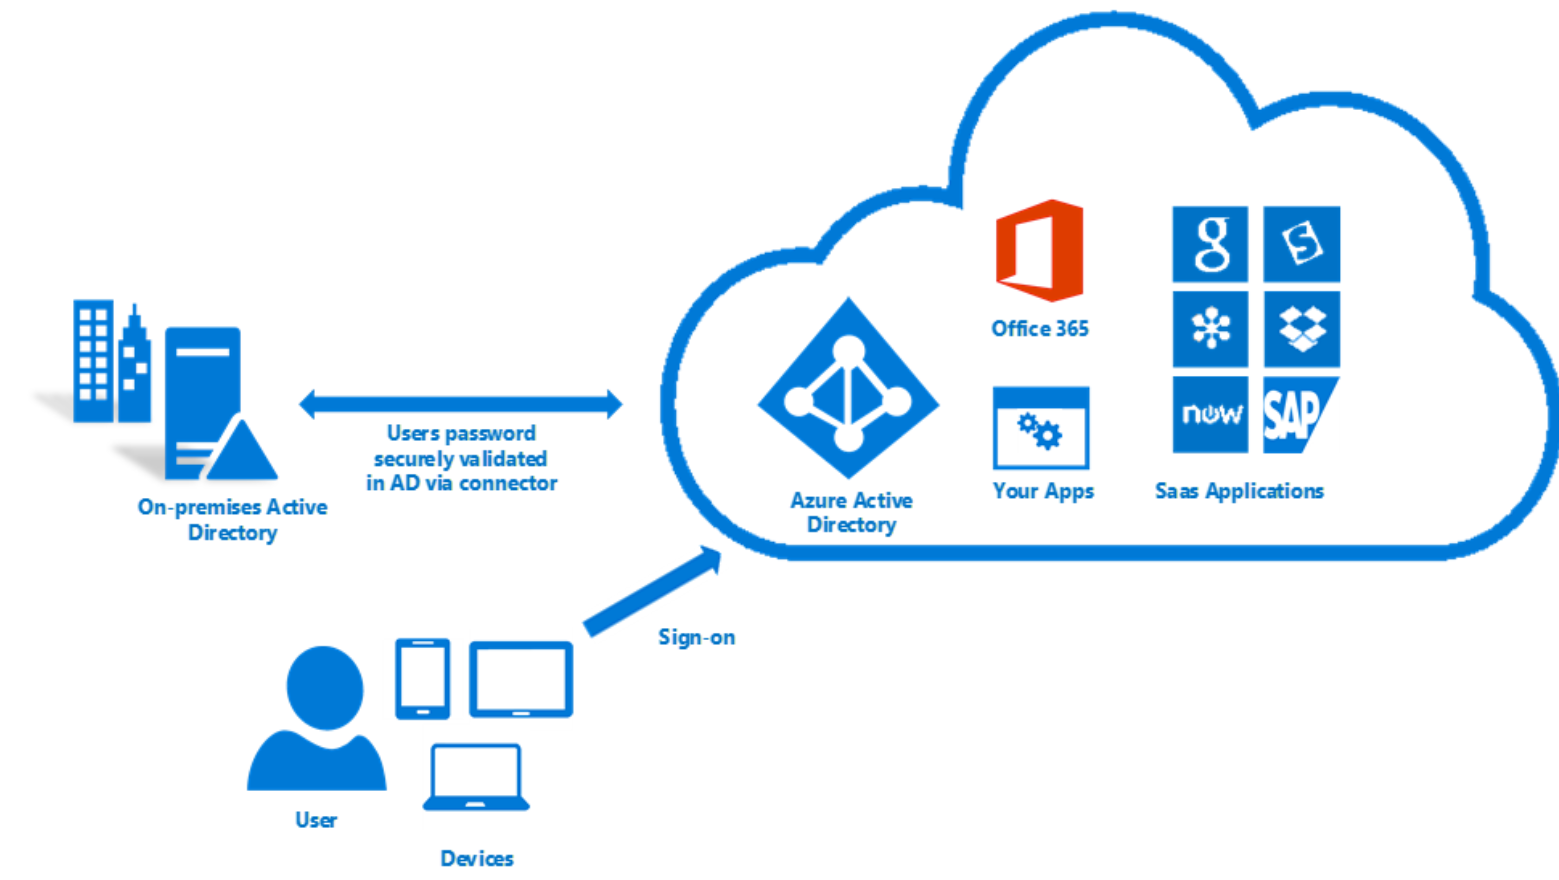 Office 365
g
S
now
SAP
Users password
securely validated
in AD via connector
Azure Active
Directory
Your Apps
Saas Applications
On-premises Active
Directory
Sign-on
User
Devices